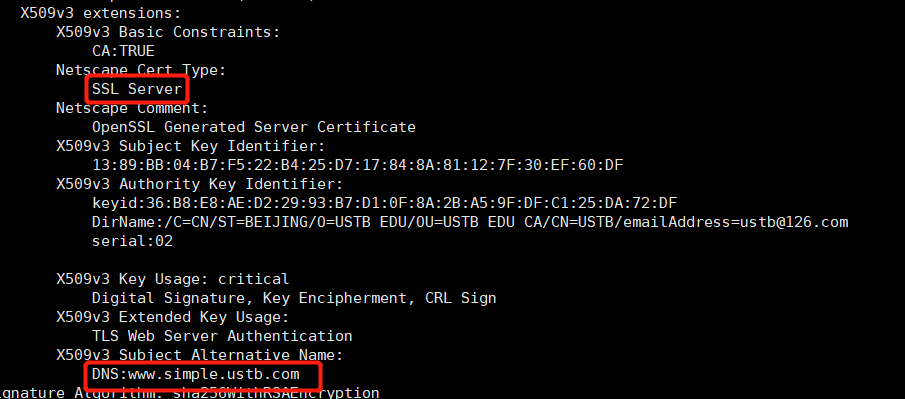 X509v3 extensions:
X509v3 Basic Constraints:
CA:TRUE
Netscape Cert Type:
SSL Server
Netscape Comment:
OpenSSL Generated Server Certificate
X509v3 Subject Key Identifier:
13:89:BB:04:B7:F5:22:B4:25:D7:17:84:8A:81:12:7F:30:EF:60:DF
X509v3 Authority Key Identifier:
keyid:36:B8:E8:AE:D2:29:93:B7:D1:0F:8A:2B:A5:9F:DF:C1:25:DA:72:DF
DirName:/C=CN/ST=BEIJING/O=USTB EDU/OU=USTB EDU CA/CN=USTB/emailAddress=ustb@126.com
serial:02
X509v3 Key Usage: critical
Digital Signature, Key Encipherment, CRL Sign
X509v3 Extended Key Usage:
TLS Web Server Authentication
X509v3 Subject Alternative Name:
DNS:www.simple.ustb.com
ignature Algorithm: sha256WithRSAEncryption